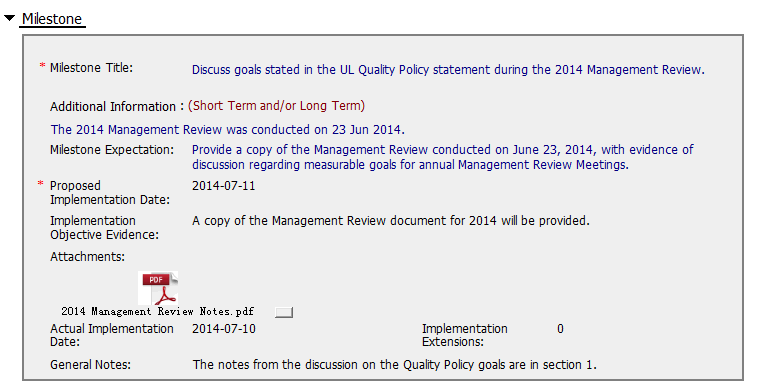 Milestone
* Milestone Title: Discuss goals stated in the UL Quality Policy statement during the 2014 Management Review.
Additional Information : (Short Term and/or Long Term)
The 2014 Management Review was conducted on 23 Jun 2014.
Milestone Expectation: Provide a copy of the Management Review conducted on June 23, 2014, with evidence of
discussion regarding measurable goals for annual Management Review Meetings.
* Proposed 2014-07-11
Implementation Date:
Implementation A copy of the Management Review document for 2014 will be provided.
Objective Evidence:
Attachments:
PDF
2014 Management Review Notes.pdf
Actual Implementation 2014-07-10 Implementation 0
Date: Extensions:
General Notes: The notes from the discussion on the Quality Policy goals are in section 1.